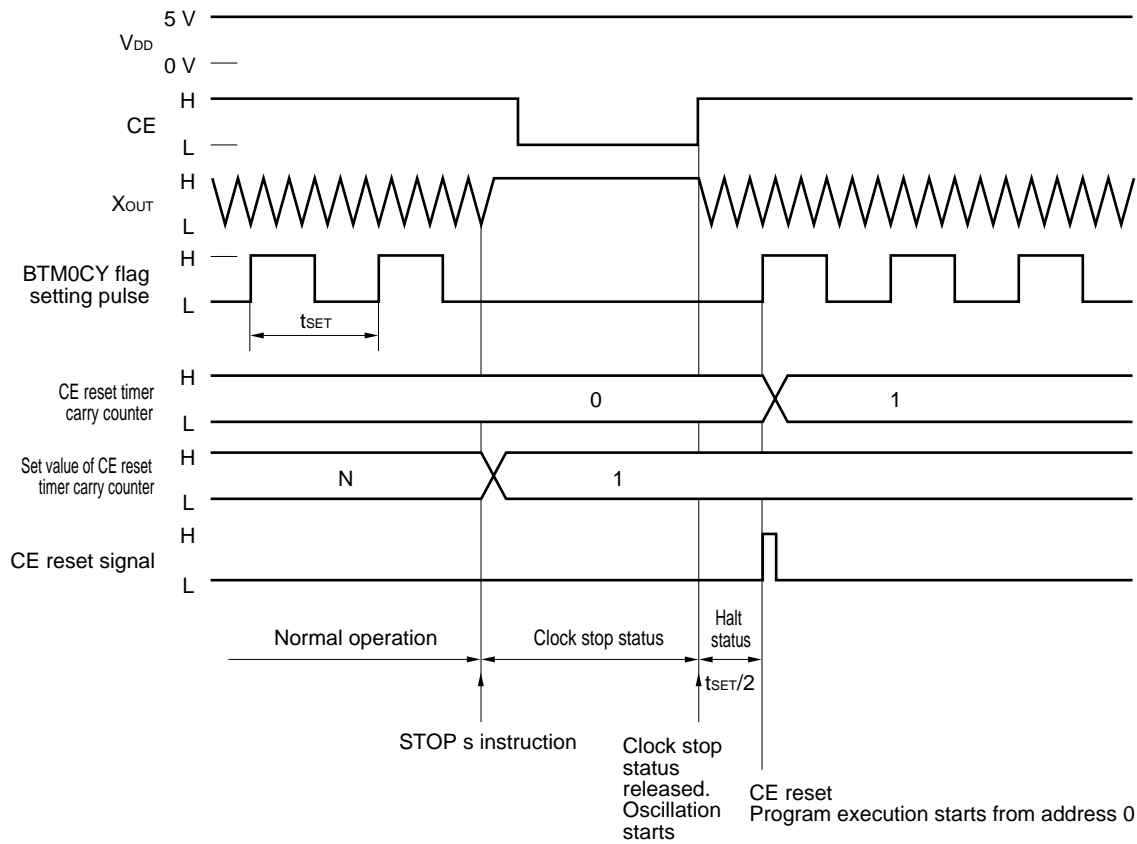 5 V
VDD
0 V
H
CE
L
H
XOUT
L
H
BTM0CY flag
setting pulse
L
tSET
H
CE reset timer
carry counter
0
1
L
H
Set value of CE reset
timer carry counter
N
1
L
H
CE reset signal
L
Normal operation
Clock stop status
Halt
status
tSET/2
STOP s instruction
Clock stop
status
released.
Oscillation
starts
CE reset
Program execution starts from address 0